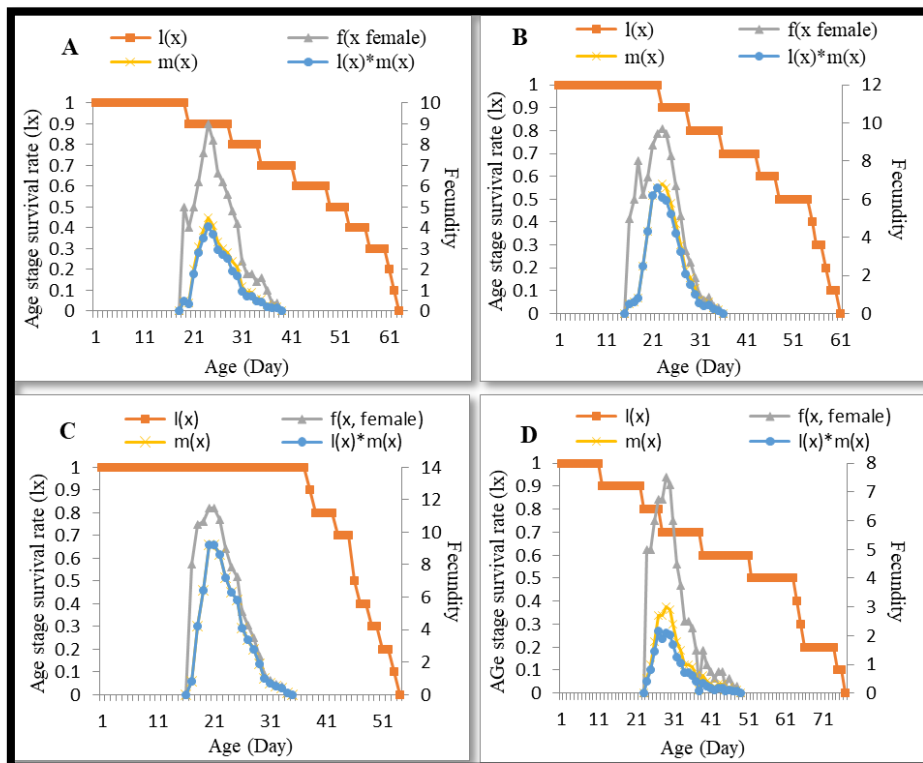 A
l(x)
f(x female)
m(x)
l(x)*m(x)
Age stage survival rate (lx)
1
0.9
0.8
0.7
0.6
0.5
0.4
0.3
0.2
0.1
0
10
9
8
7
6
5
4
3
2
1
0
Fecundity
1 11 21 31 41 51 61
Age (Day)
B
l(x)
f(x female)
m(x)
l(x)*m(x)
Age stage survival rate (lx)
1
0.9
0.8
0.7
0.6
0.5
0.4
0.3
0.2
0.1
0
12
10
8
6
4
2
0
Fecundity
1 11 21 31 41 51 61
Age (Day)
C
l(x)
f(x, female)
m(x)
l(x)*m(x)
Age stage survival rate (lx)
1
0.9
0.8
0.7
0.6
0.5
0.4
0.3
0.2
0.1
0
14
12
10
8
6
4
2
0
Fecundity
1 11 21 31 41 51
Age (Day)
D
l(x)
f(x, female)
m(x)
l(x)*m(x)
AGe stage survival rate (lx)
1
0.9
0.8
0.7
0.6
0.5
0.4
0.3
0.2
0.1
0
8
7
6
5
4
3
2
1
0
Fecundity
1 11 21 31 41 51 61 71
Age (Day)